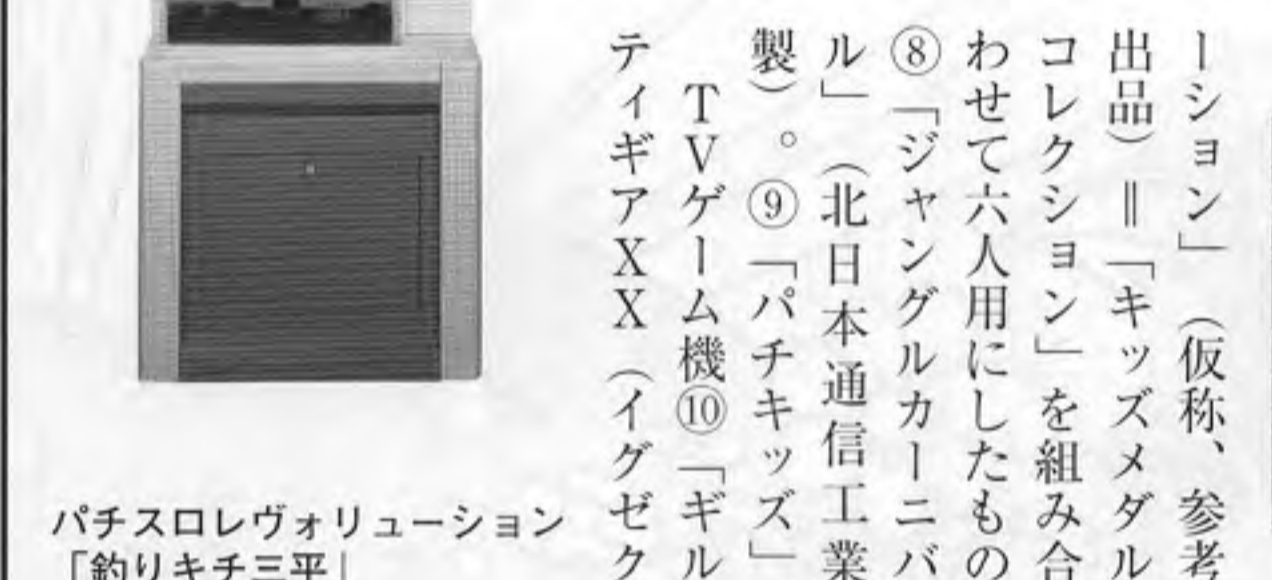 ーション」（仮称、参考
出品）＝「キッズメダル
コレクション」を組み合
わせて六人用にしたもの
⑧「ジャングルカーニバ
ル」（北日本通信工業
製）。⑨「パチキッズ」
TVゲーム機⑩「ギル
ティギアXX（イグゼク
パチスロレヴォリューション
「釣りキチ三平」